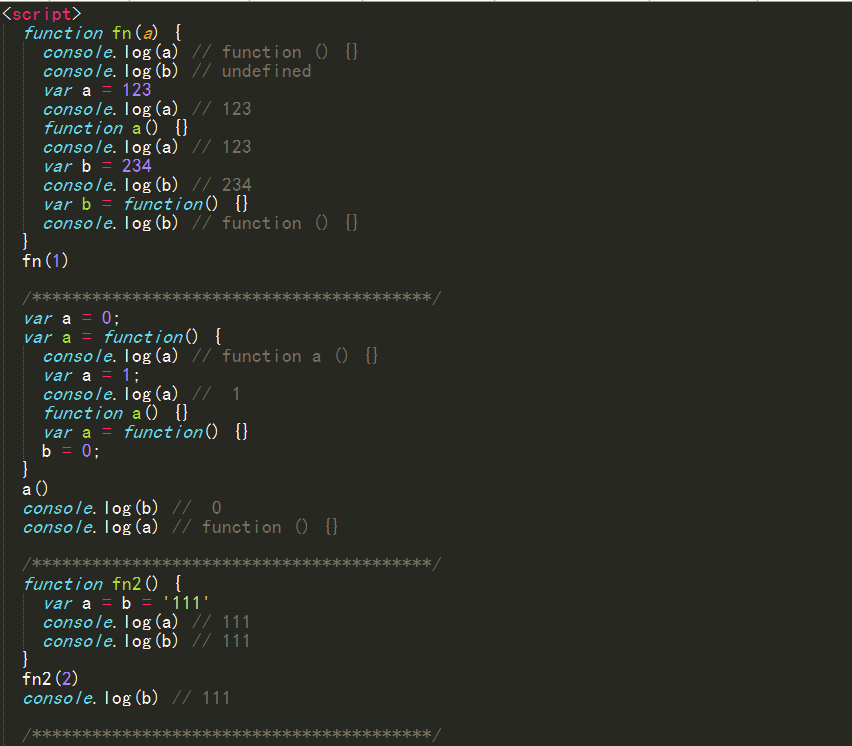 <script>
function fn(a) {
console.log(a) // function () {}
console.log(b) // undefined
var a = 123
console.log(a) // 123
function a() {}
console.log(a) // 123
var b = 234
console.log(b) // 234
var b = function() {}
console.log(b) // function () {}
}
fn(1)
/****************************************/
var a = 0;
var a = function() {
console.log(a) // function a () {}
var a = 1;
console.log(a) //  1
function a() {}
var a = function() {}
b = 0;
}
a()
console.log(b) //  0
console.log(a) // function () {}
/****************************************/
function fn2() {
var a = b = '111'
console.log(a) // 111
console.log(b) // 111
}
fn2(2)
console.log(b) // 111
/****************************************/